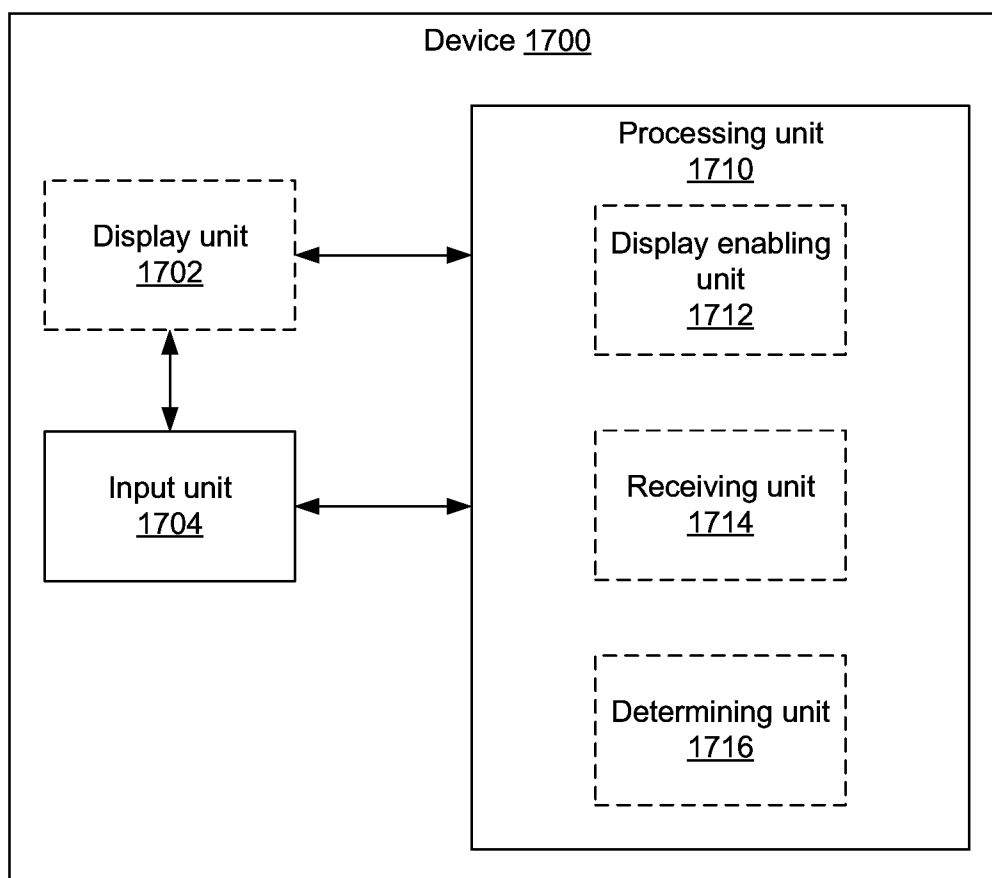 Device 1700
Processing unit
1710
Display unit
1702
Display enabling
unit
1712
Input unit
1704
Receiving unit
1714
Determining unit
1716